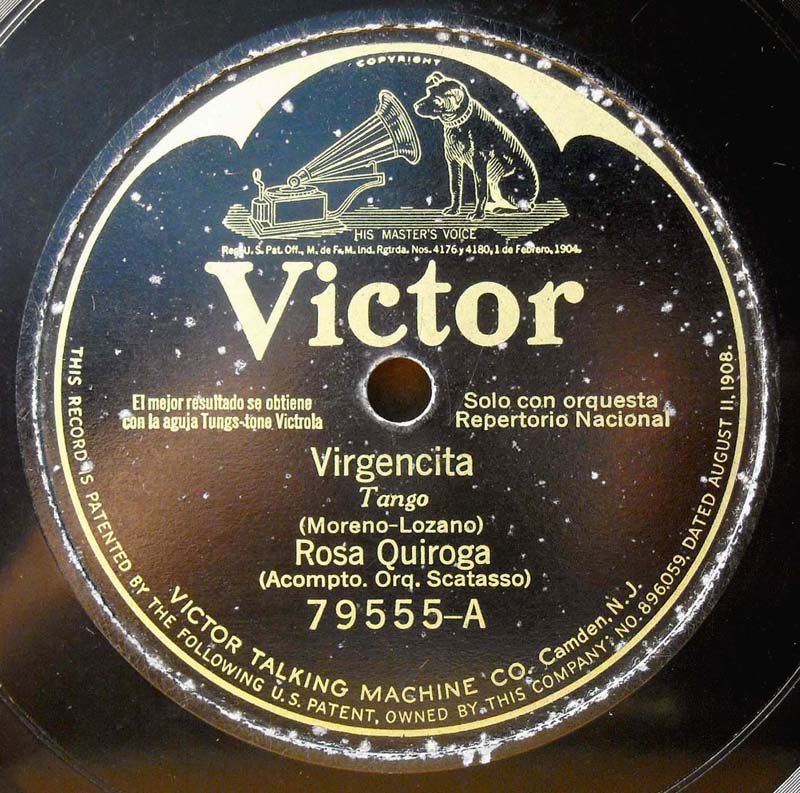 COPYRIGHT
HIS MASTER'S VOICE
Reg. U. S. Pat. Off., M. de F., M. Ind. Rgtrda. Nos. 4176 y 4180, 1 de Febrero, 1904.
Victor
El mejor resultado se obtiene
con la aguja Tungs-tone Victrola
Solo con orquesta
Repertorio Nacional
Virgencita
Tango
(Moreno-Lozano)
Rosa Quiroga
(Acompto. Orq. Scatasso)
79555-A
VICTOR TALKING MACHINE CO. Camden, N. J.
THIS RECORD IS PATENTED BY THE FOLLOWING U.S. PATENT, OWNED BY THIS COMPANY: NO. 896,059, DATED AUGUST 11, 1908.